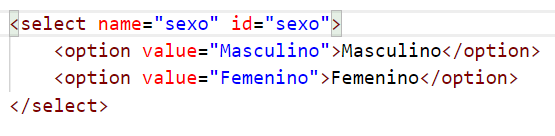 <select name="sexo" id="sexo">
    <option value="Masculino">Masculino</option>
    <option value="Femenino">Femenino</option>
</select>